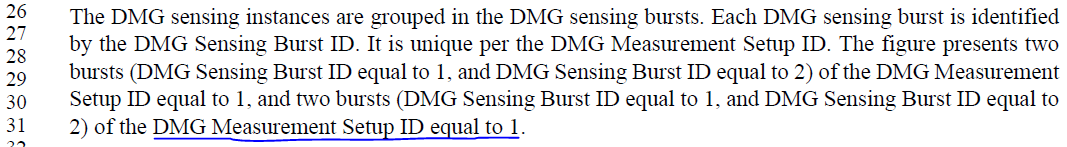 26 The DMG sensing instances are grouped in the DMG sensing bursts. Each DMG sensing burst is identified
27 by the DMG Sensing Burst ID. It is unique per the DMG Measurement Setup ID. The figure presents two
28 bursts (DMG Sensing Burst ID equal to 1, and DMG Sensing Burst ID equal to 2) of the DMG Measurement
29
30 Setup ID equal to 1, and two bursts (DMG Sensing Burst ID equal to 1, and DMG Sensing Burst ID equal to
31 2) of the DMG Measurement Setup ID equal to 1.